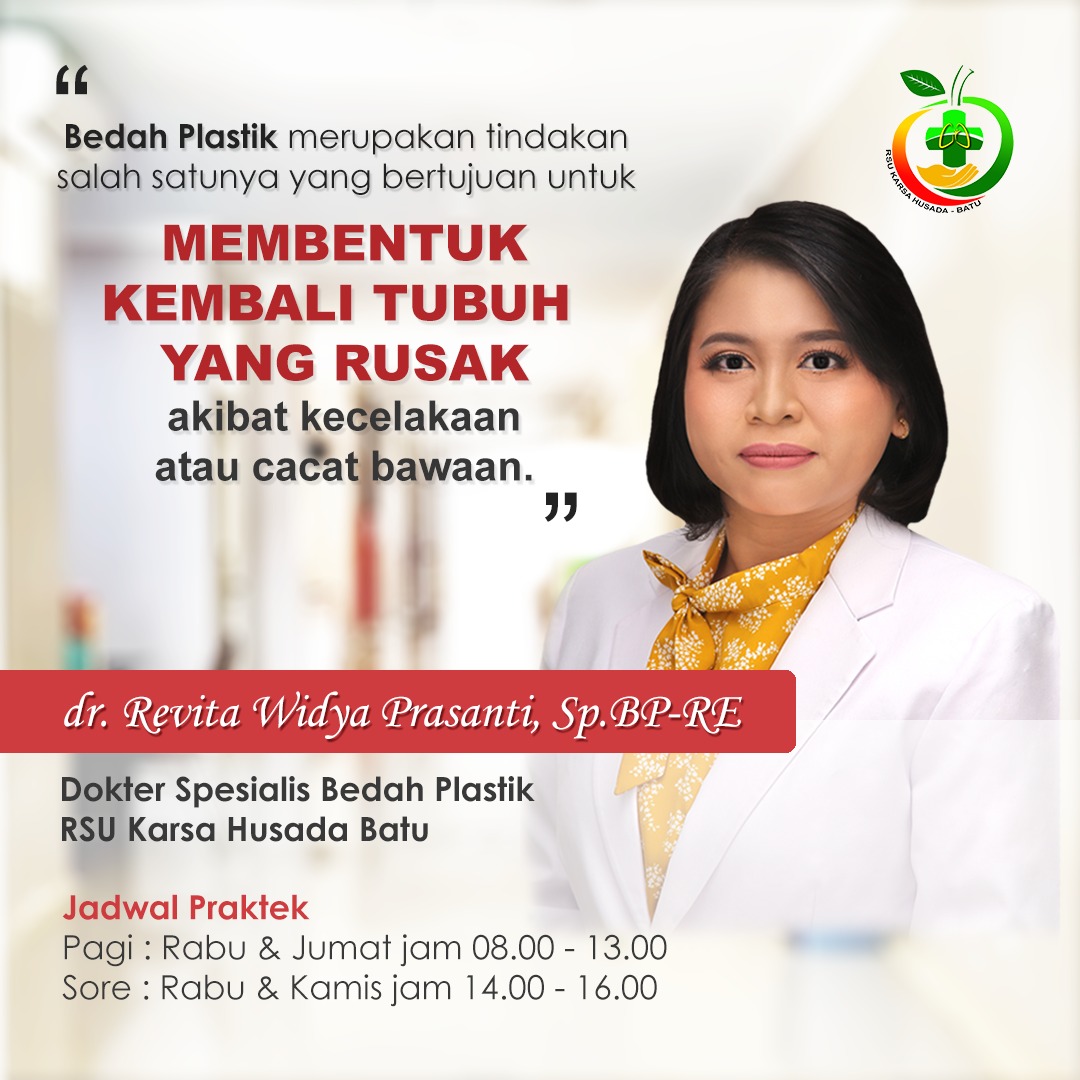 “
Bedah Plastik merupakan tindakan
salah satunya yang bertujuan untuk
MEMBENTUK
KEMBALI TUBUH
YANG RUSAK
akibat kecelakaan
atau cacat bawaan.
”
RSU KARSA HUSADA - BATU
dr. Revita Widya Prasanti, Sp.BP-RE
Dokter Spesialis Bedah Plastik
RSU Karsa Husada Batu
Jadwal Praktek
Pagi : Rabu & Jumat jam 08.00 - 13.00
Sore : Rabu & Kamis jam 14.00 - 16.00